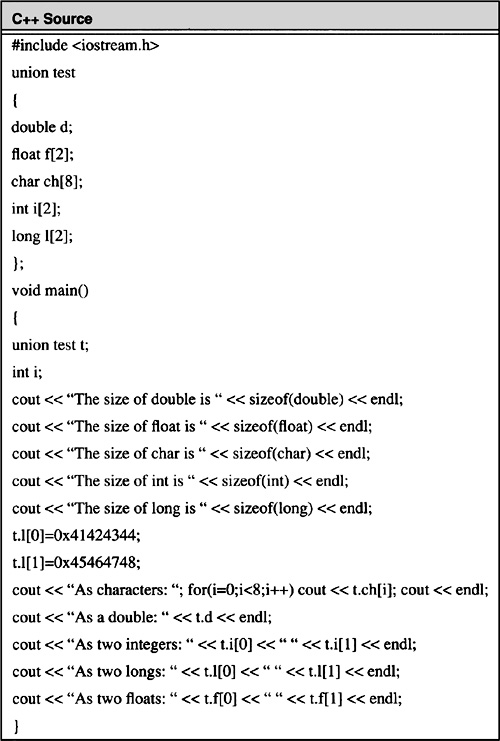 C++ Source
#include <iostream.h>
union test
{
double d;
float f[2];
char ch[8];
int i[2];
long l[2];
};
void main()
{
union test t;
int i;
cout << “The size of double is “ << sizeof(double) << endl;
cout << “The size of float is “ << sizeof(float) << endl;
cout << “The size of char is “ << sizeof(char) << endl;
cout << “The size of int is “ << sizeof(int) << endl;
cout << “The size of long is “ << sizeof(long) << endl;
t.l[0]=0x41424344;
t.l[1]=0x45464748;
cout << “As characters: “; for(i=0;i<8;i++) cout << t.ch[i]; cout << endl;
cout << “As a double: “ << t.d << endl;
cout << “As two integers: “ << t.i[0] << “ “ << t.i[1] << endl;
cout << “As two longs: “ << t.l[0] << “ “ << t.l[1] << endl;
cout << “As two floats: “ << t.f[0] << “ “ << t.f[1] << endl;
}